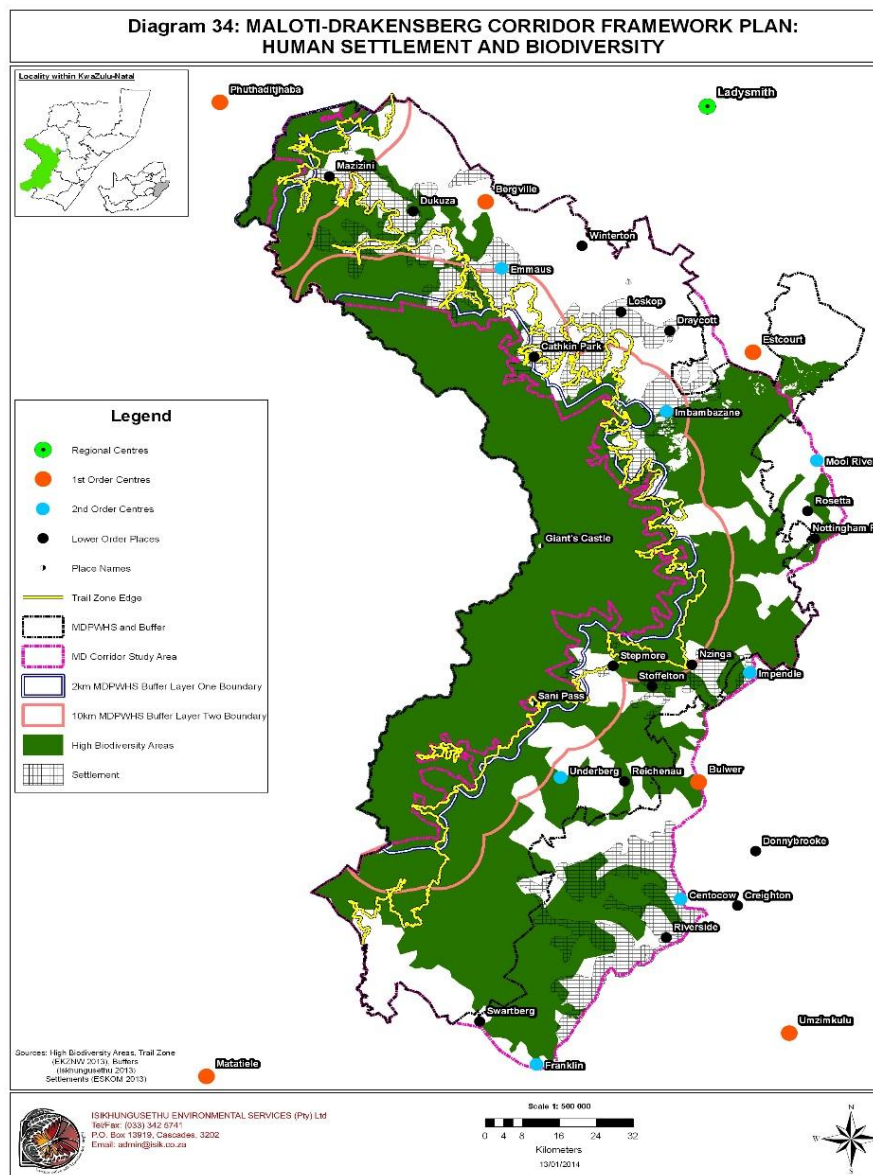 Diagram 34: MALOTI-DRAKENSBERG CORRIDOR FRAMEWORK PLAN:
HUMAN SETTLEMENT AND BIODIVERSITY
Locality within KwaZulu-Natal
Phuthaditjhaba
Ladysmith
Mazizini
Bergville
Dukuza
Winterton
Emmaus
Loskop
Draycott
Estcourt
Cathkin Park
Imbambazane
Mooi Rive
Rosetta
Nottingham R
Giant's Castle
Stepmore
Nzinga
Stoffelton
Impendle
Sani Pass
Underberg
Reichenau
Bulwer
Donnybrooke
Centocow
Creighton
Riverside
Swartberg
Umzimkulu
Franklin
Matatiele
Legend
Regional Centres
1st Order Centres
2nd Order Centres
Lower Order Places
Place Names
Trail Zone Edge
MDPWHS and Buffer
MD Corridor Study Area
2km MDPWHS Buffer Layer One Boundary
10km MDPWHS Buffer Layer Two Boundary
High Biodiversity Areas
Settlement
Sources: High Biodiversity Areas, Trail Zone
(EKZNW 2013), Buffers
(Isikhungusethu 2013)
Settlements (ESKOM 2013)
ISIKHUNGUSETHU ENVIRONMENTAL SERVICES (Pty) Ltd
Tel/Fax: (033) 342 5741
P.O. Box 13919, Cascades, 3202
Email: admin@isik.co.za
Scale 1: 500 000
0 4 8 16 24 32
Kilometers
13/01/2014
N
W E
S